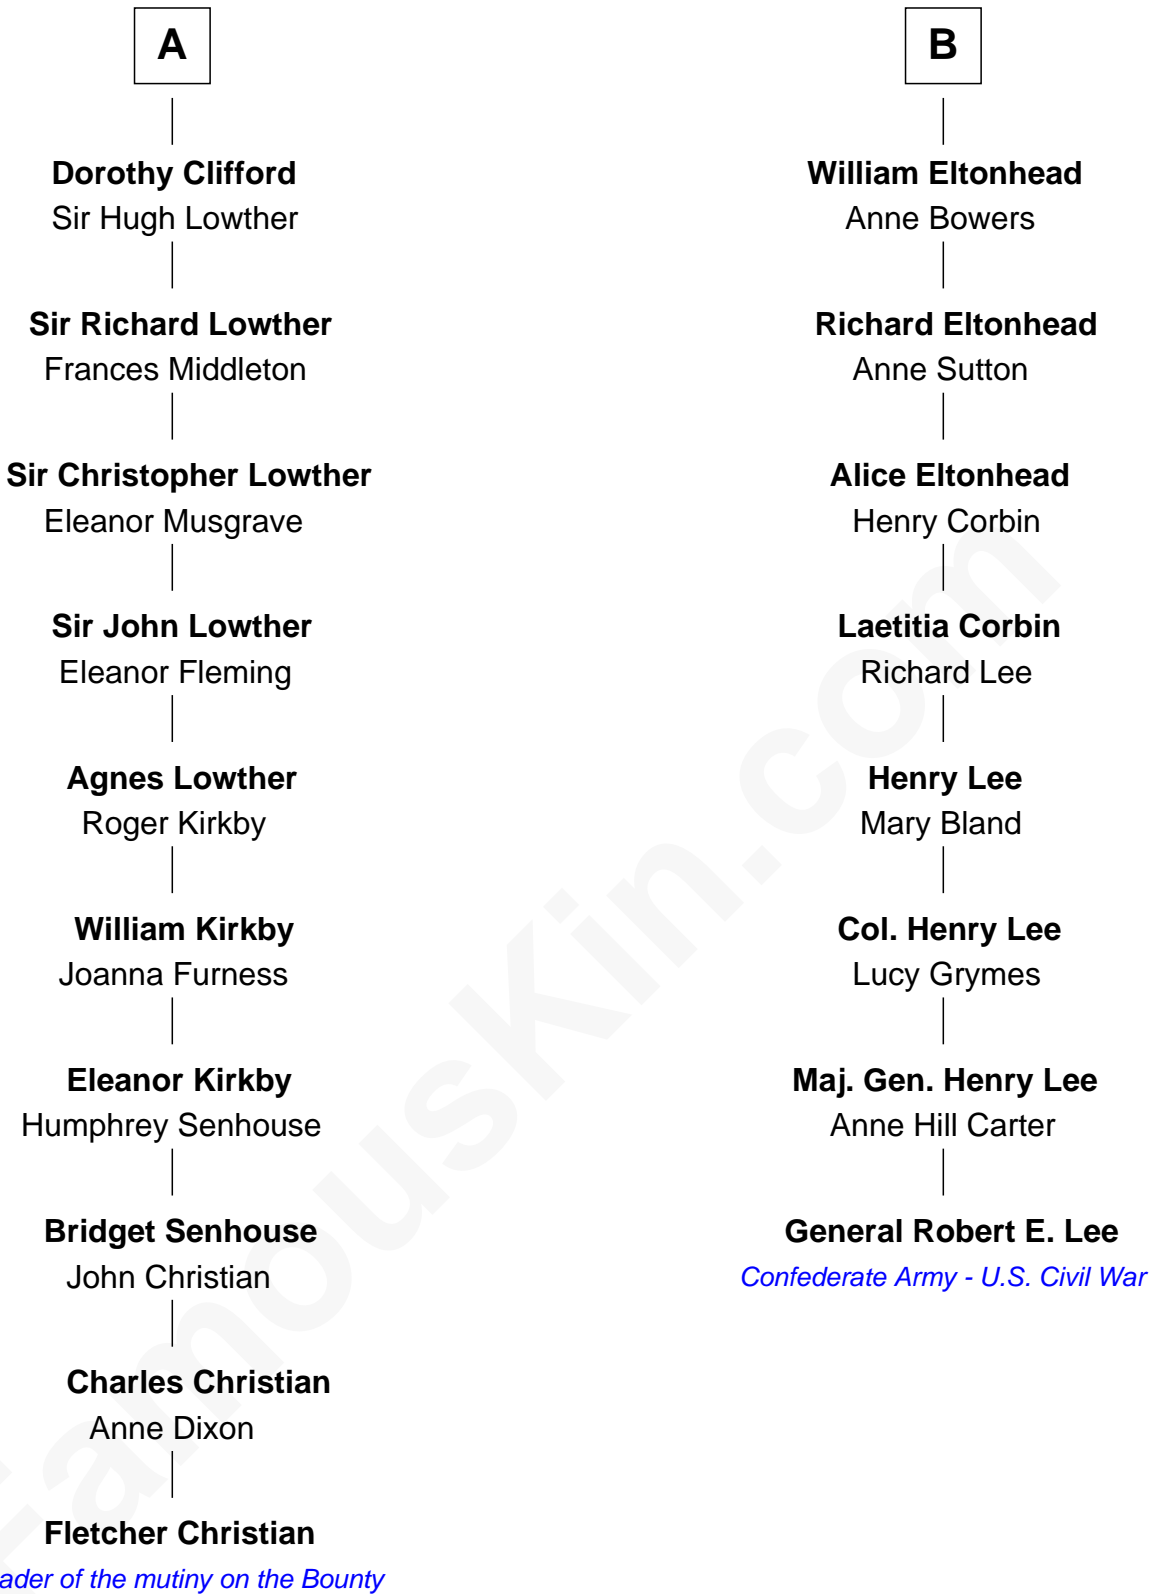 A
Dorothy Clifford
Sir Hugh Lowther
Sir Richard Lowther
Frances Middleton
Sir Christopher Lowther
Eleanor Musgrave
Sir John Lowther
Eleanor Fleming
Agnes Lowther
Roger Kirkby
William Kirkby
Joanna Furness
Eleanor Kirkby
Humphrey Senhouse
Bridget Senhouse
John Christian
Charles Christian
Anne Dixon
Fletcher Christian
ader of the mutiny on the Bounty
B
William Eltonhead
Anne Bowers
Richard Eltonhead
Anne Sutton
Alice Eltonhead
Henry Corbin
Laetitia Corbin
Richard Lee
Henry Lee
Mary Bland
Col. Henry Lee
Lucy Grymes
Maj. Gen. Henry Lee
Anne Hill Carter
General Robert E. Lee
Confederate Army - U.S. Civil War
FamousKin.com